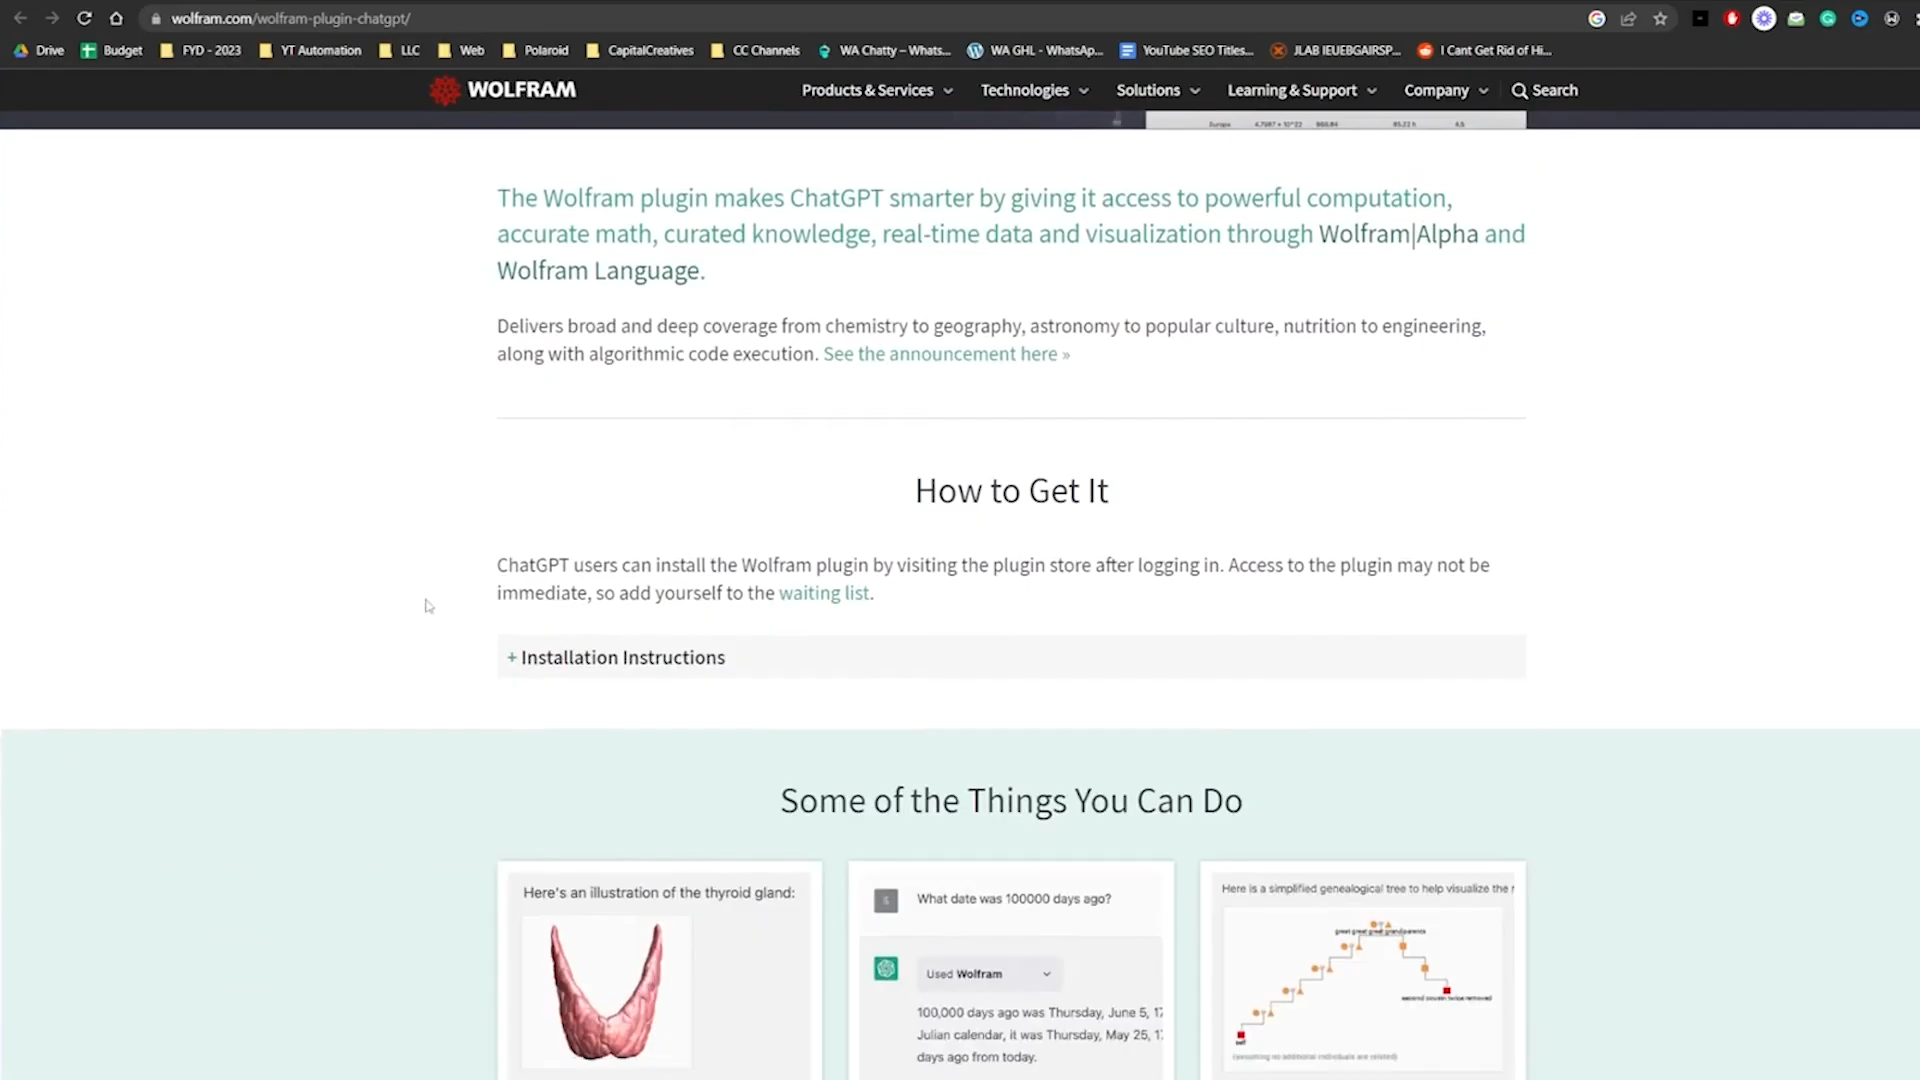 wolfram.com/wolfram-plugin-chatgpt/
Drive Budget FYD - 2023 YT Automation LLC Web Polaroid CapitalCreatives CC Channels WA Chatty – Whats... WA GHL - WhatsAp... YouTube SEO Titles... JLAB IEUEBGAIRSP... I Cant Get Rid of Hi...
WOLFRAM Products & Services Technologies Solutions Learning & Support Company Search
Europa
The Wolfram plugin makes ChatGPT smarter by giving it access to powerful computation,
accurate math, curated knowledge, real-time data and visualization through Wolfram|Alpha and
Wolfram Language.
Delivers broad and deep coverage from chemistry to geography, astronomy to popular culture, nutrition to engineering,
along with algorithmic code execution. See the announcement here »
How to Get It
ChatGPT users can install the Wolfram plugin by visiting the plugin store after logging in. Access to the plugin may not be
immediate, so add yourself to the waiting list.
+ Installation Instructions
Some of the Things You Can Do
Here's an illustration of the thyroid gland:
S What date was 100000 days ago?
Used Wolfram
100,000 days ago was Thursday, June 5, 17
Julian calendar, it was Thursday, May 25, 17
days ago from today.
Here is a simplified genealogical tree to help visualize the r
great great great grandparents
second cousin twice removed
self
(assuming no additional individuals are related)